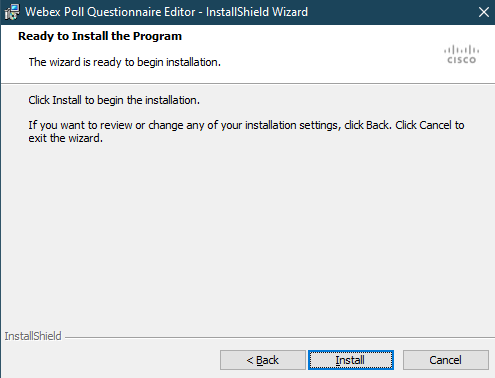 Webex Poll Questionnaire Editor - InstallShield Wizard
Ready to Install the Program
The wizard is ready to begin installation.
CISCO
Click Install to begin the installation.
If you want to review or change any of your installation settings, click Back. Click Cancel to
exit the wizard.
InstallShield
< Back
Install
Cancel